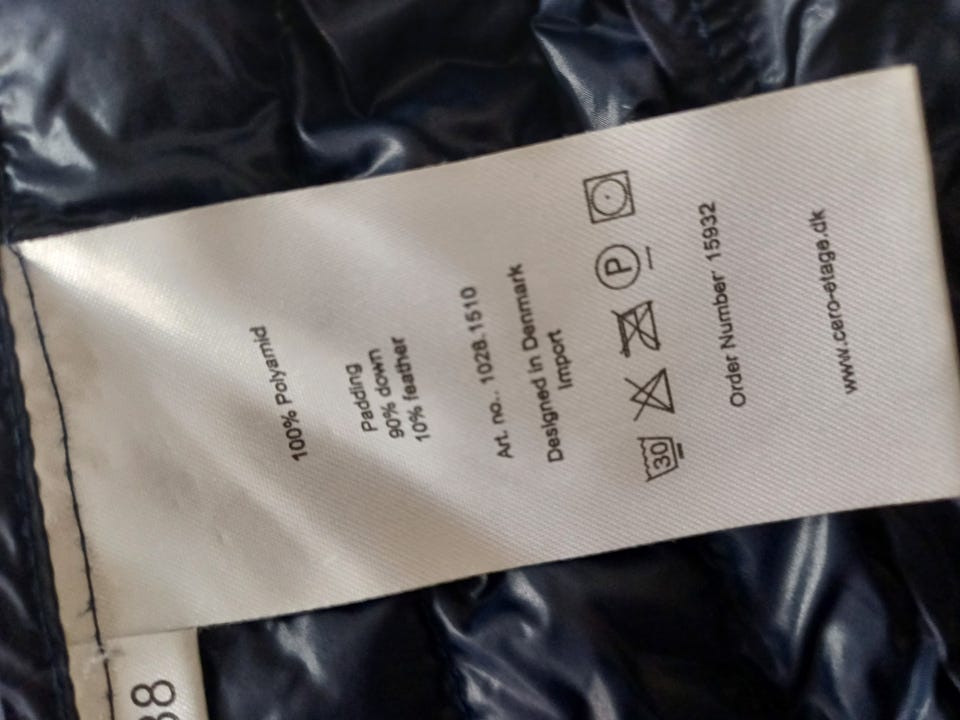 100% Polyamid
Padding
90% down
10% feather
Art. no.. 1028.1510
Designed in Denmark
Import
30 P
Order Number 15932
www.cero-etage.dk
38